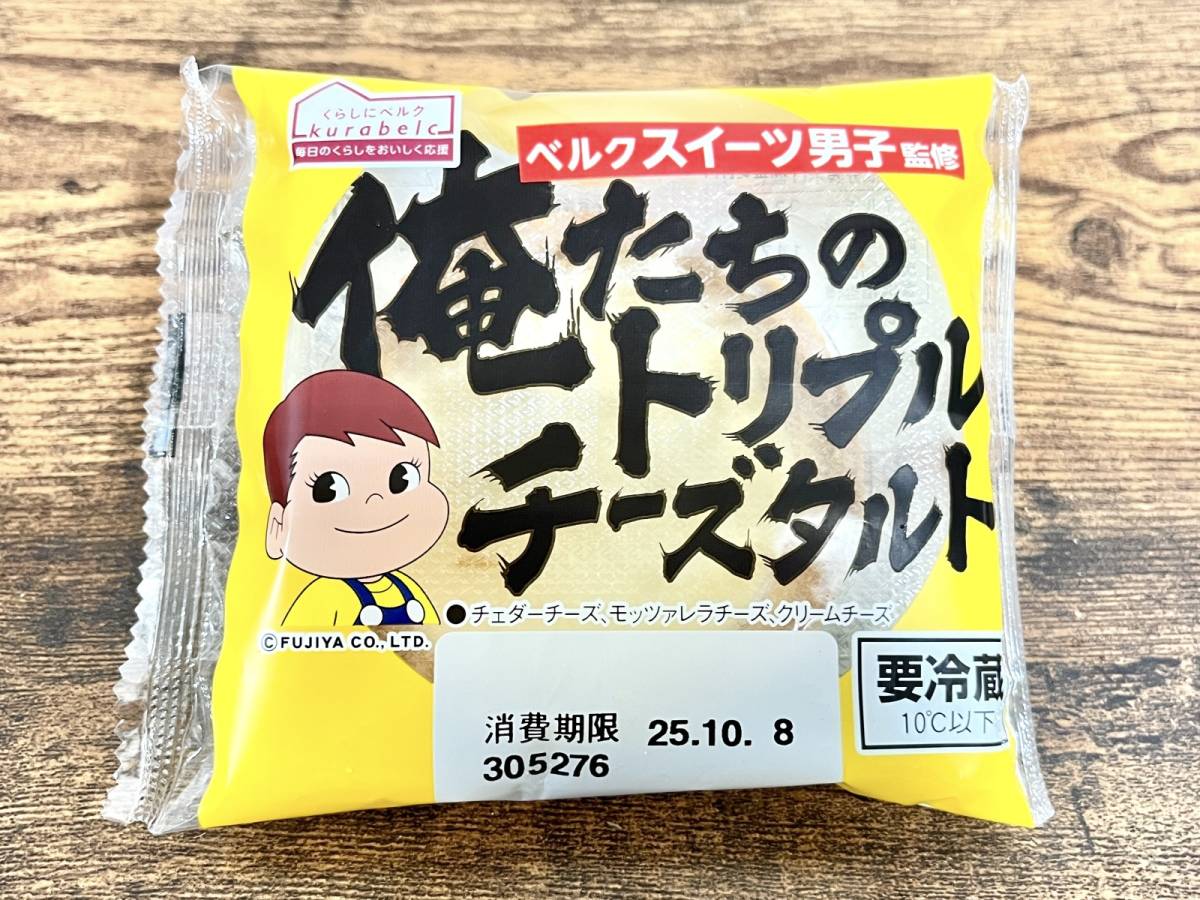 くらしにベルク
kurabelc
毎日のくらしをおいしく応援
ベルクスイーツ男子監修
俺たちの
トリプル
チーズタルト
●チェダーチーズ、モッツァレラチーズ、クリームチーズ
©FUJIYA CO., LTD.
要冷蔵
10℃以下
消費期限 25.10. 8
305276